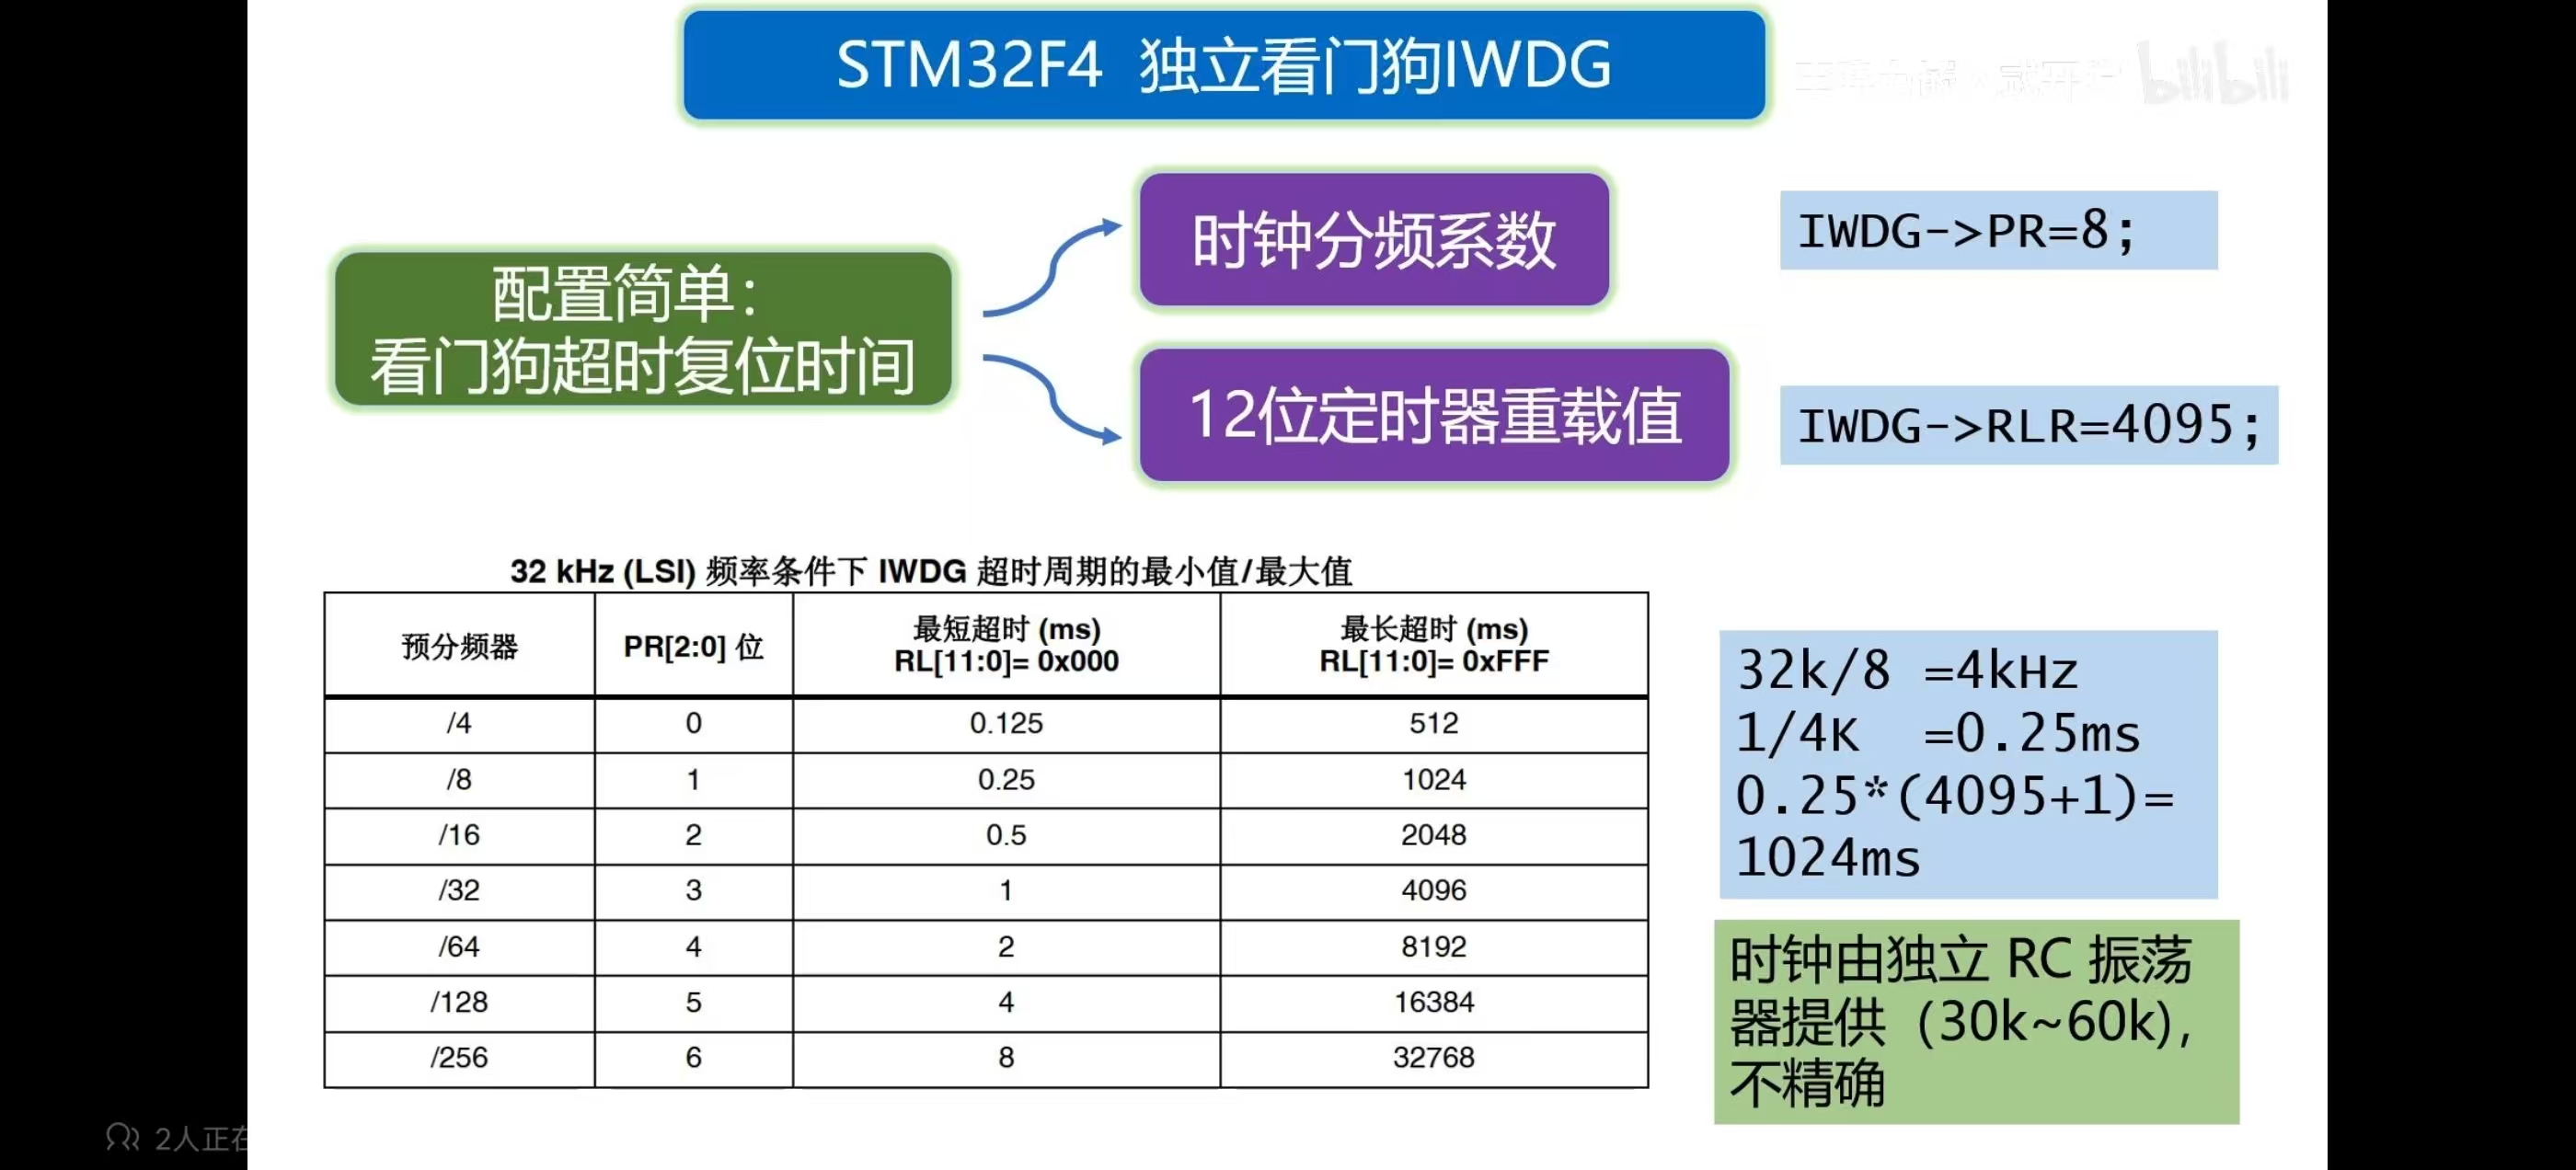 STM32F4 独立看门狗IWDG
bilibili
时钟分频系数
IWDG->PR=8;
配置简单：
看门狗超时复位时间
12位定时器重载值
IWDG->RLR=4095;
32 kHz (LSI) 频率条件下 IWDG 超时周期的最小值/最大值
预分频器 PR[2:0] 位 最短超时 (ms) RL[11:0]= 0x000 最长超时 (ms) RL[11:0]= 0xFFF
/4 0 0.125 512
/8 1 0.25 1024
/16 2 0.5 2048
/32 3 1 4096
/64 4 2 8192
/128 5 4 16384
/256 6 8 32768
32k/8 =4kHz
1/4K =0.25ms
0.25*(4095+1)=
1024ms
时钟由独立 RC 振荡
器提供（30k~60k),
不精确
2人正在